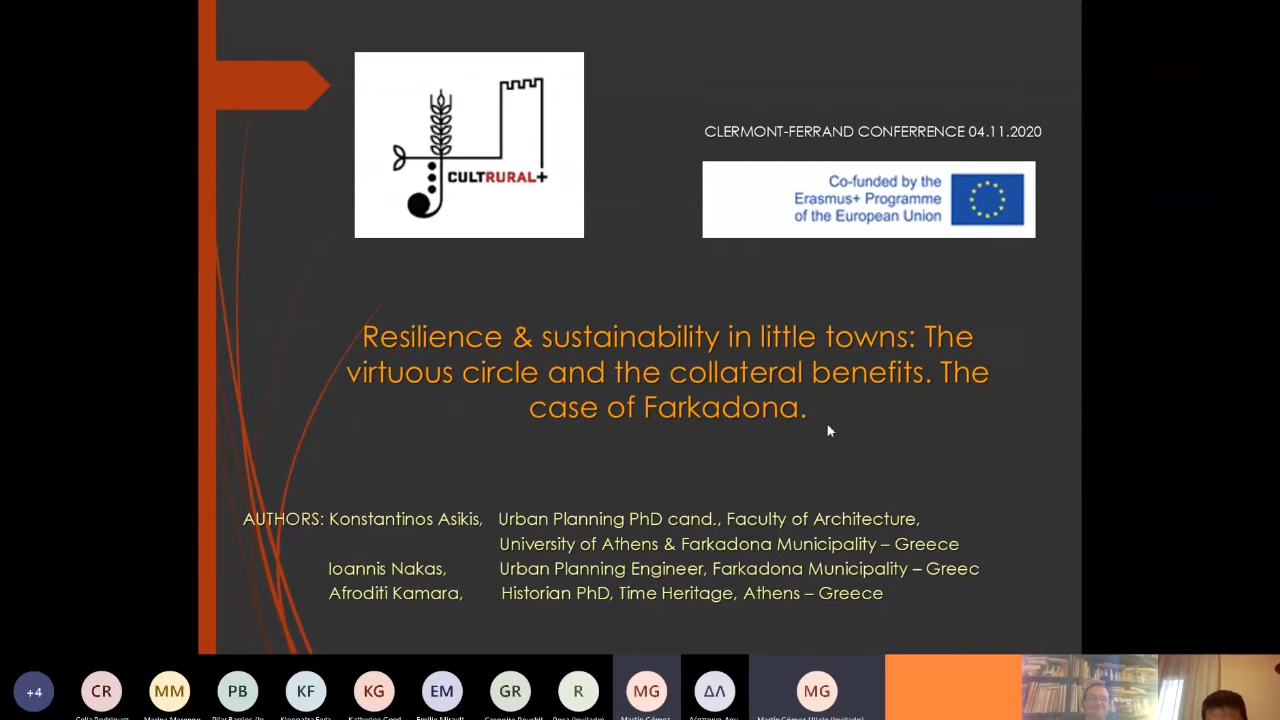 CLERMONT-FERRAND CONFERRENCE 04.11.2020
CULTRURAL+
Co-funded by the
Erasmus+ Programme
of the European Union
Resilience & sustainability in little towns: The
virtuous circle and the collateral benefits. The
case of Farkadona.
AUTHORS: Konstantinos Asikis, Urban Planning PhD cand., Faculty of Architecture,
University of Athens & Farkadona Municipality – Greece
Ioannis Nakas, Urban Planning Engineer, Farkadona Municipality – Greec
Afroditi Kamara, Historian PhD, Time Heritage, Athens – Greece
+4 CR MM PB KF KG EM GR R MG ΔΛ MG